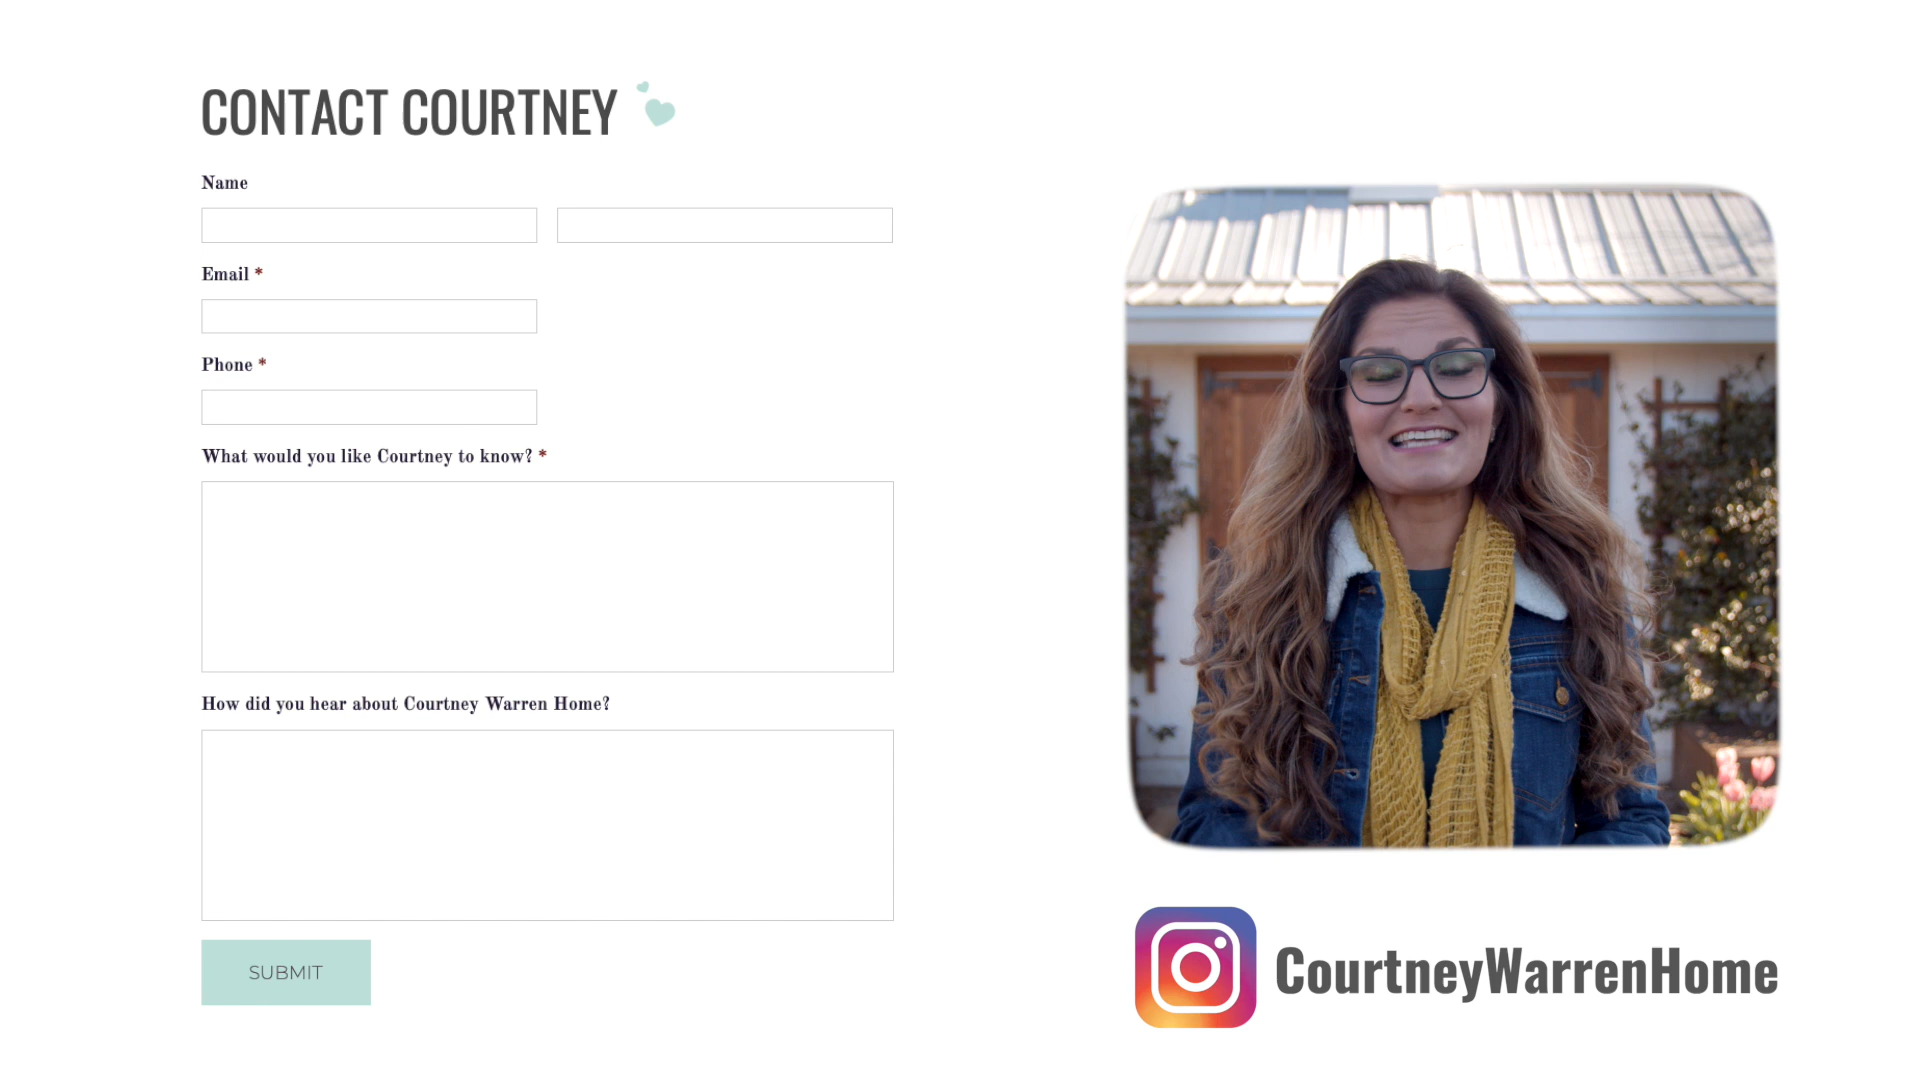 CONTACT COURTNEY
Name
Email *
Phone *
What would you like Courtney to know? *
How did you hear about Courtney Warren Home?
SUBMIT
CourtneyWarrenHome